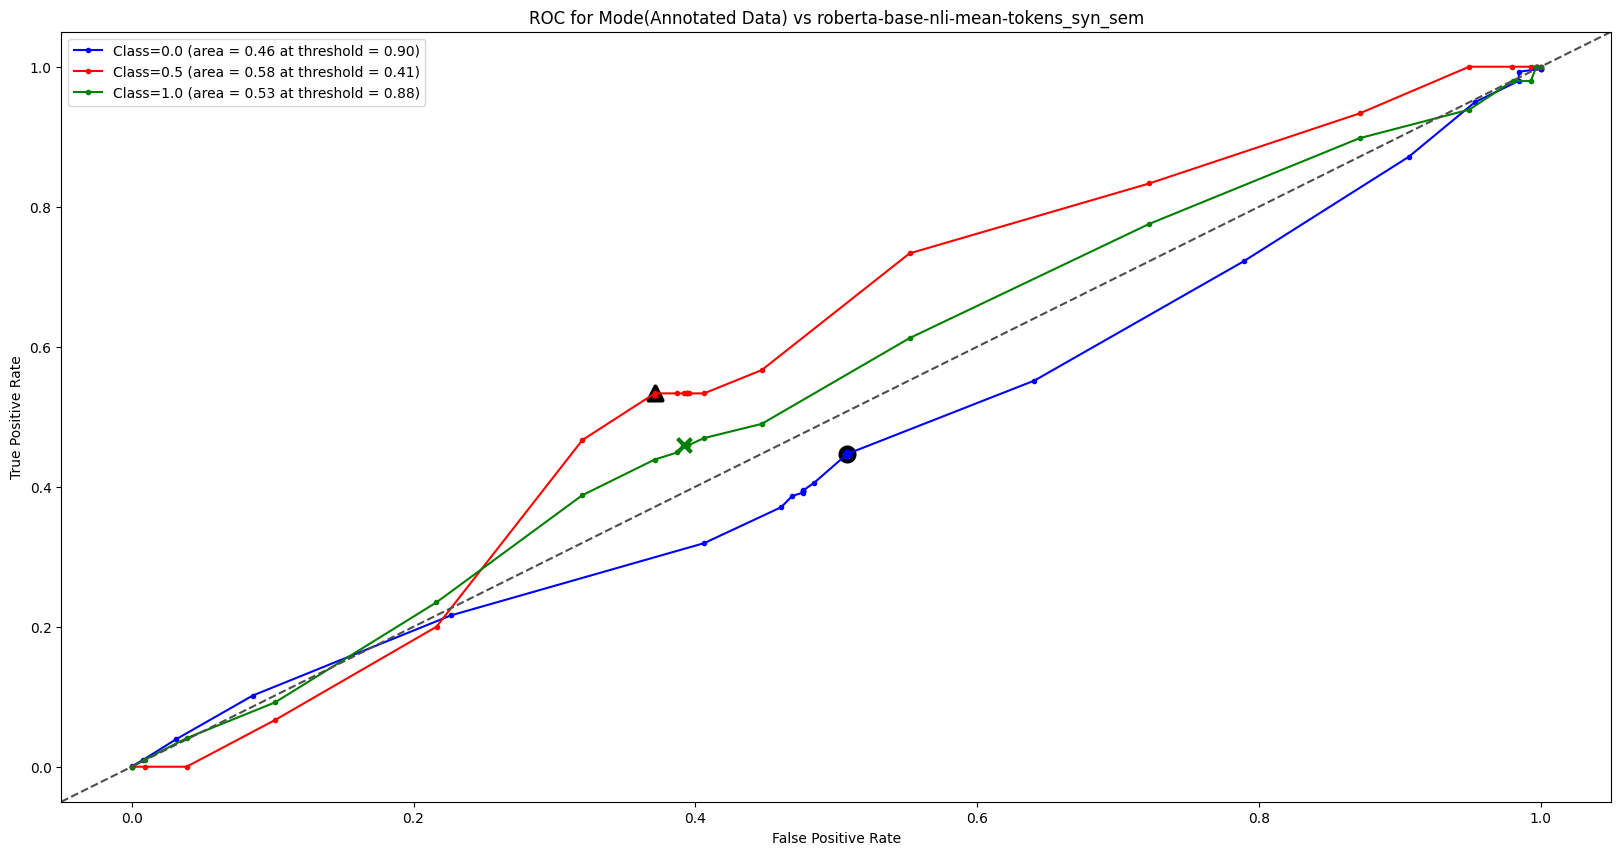 ROC for Mode(Annotated Data) vs roberta-base-nli-mean-tokens_syn_sem
Class=0.0 (area = 0.46 at threshold = 0.90)
Class=0.5 (area = 0.58 at threshold = 0.41)
Class=1.0 (area = 0.53 at threshold = 0.88)
True Positive Rate
1.0
0.8
0.6
0.4
0.2
0.0
0.0 0.2 0.4 0.6 0.8 1.0
False Positive Rate